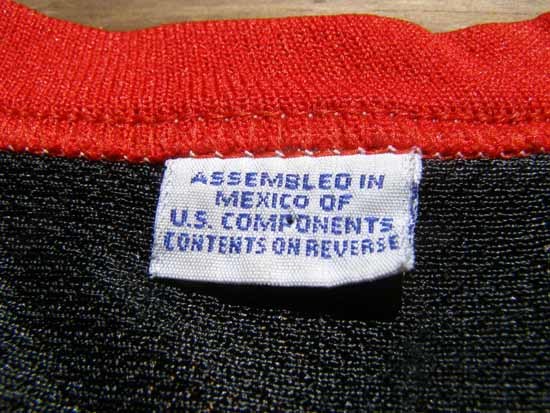 ASSEMBLED IN
MEXICO OF
U.S. COMPONENTS
CONTENTS ON REVERSE